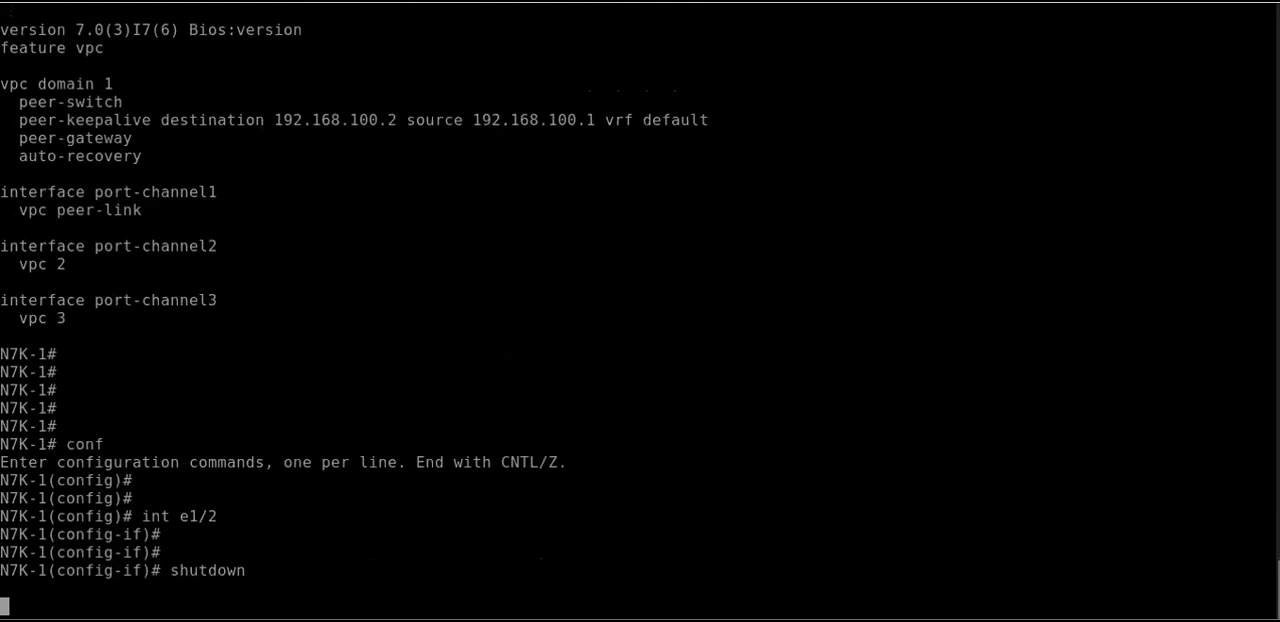 version 7.0(3)I7(6) Bios:version
feature vpc

vpc domain 1
  peer-switch
  peer-keepalive destination 192.168.100.2 source 192.168.100.1 vrf default
  peer-gateway
  auto-recovery

interface port-channel1
  vpc peer-link

interface port-channel2
  vpc 2

interface port-channel3
  vpc 3

N7K-1#
N7K-1#
N7K-1#
N7K-1#
N7K-1#
N7K-1# conf
Enter configuration commands, one per line. End with CNTL/Z.
N7K-1(config)#
N7K-1(config)#
N7K-1(config)# int e1/2
N7K-1(config-if)#
N7K-1(config-if)#
N7K-1(config-if)# shutdown